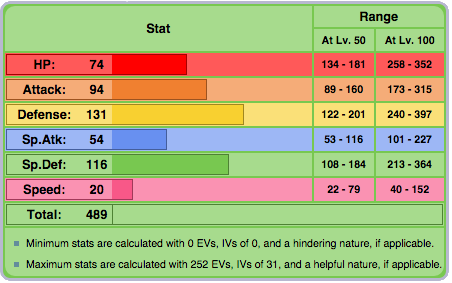 Stat Range
At Lv. 50 At Lv. 100
HP: 74 134 - 181 258 - 352
Attack: 94 89 - 160 173 - 315
Defense: 131 122 - 201 240 - 397
Sp.Atk: 54 53 - 116 101 - 227
Sp.Def: 116 108 - 184 213 - 364
Speed: 20 22 - 79 40 - 152
Total: 489
Minimum stats are calculated with 0 EVs, IVs of 0, and a hindering nature, if applicable.
Maximum stats are calculated with 252 EVs, IVs of 31, and a helpful nature, if applicable.